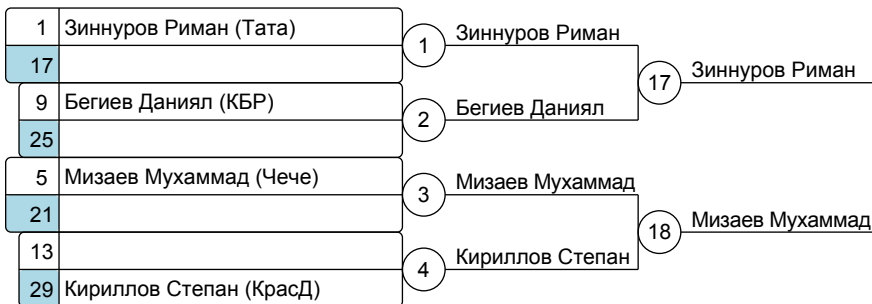 1 Зиннуров Риман (Тата)
17
1 Зиннуров Риман
9 Бегиев Даниял (КБР)
25
2 Бегиев Даниял
17 Зиннуров Риман
5 Мизаев Мухаммад (Чече)
21
3 Мизаев Мухаммад
13
29 Кириллов Степан (КрасД)
4 Кириллов Степан
18 Мизаев Мухаммад